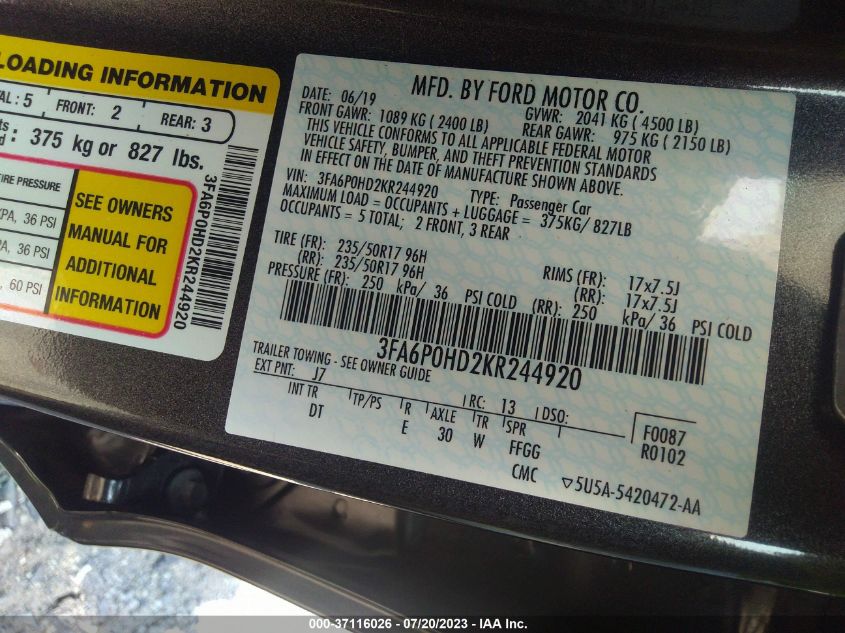 LOADING INFORMATION
TAL : 5 FRONT: 2 REAR: 3
: 375 kg or 827 lbs.
TIRE PRESSURE
KPA, 36 PSI
PA, 36 PSI
, 60 PSI
SEE OWNERS
MANUAL FOR
ADDITIONAL
INFORMATION
3FA6P0HD2KR244920
MFD. BY FORD MOTOR CO.
DATE: 06/19 GVWR: 2041 KG ( 4500 LB)
FRONT GAWR: 1089 KG ( 2400 LB) REAR GAWR: 975 KG ( 2150 LB)
THIS VEHICLE CONFORMS TO ALL APPLICABLE FEDERAL MOTOR
VEHICLE SAFETY, BUMPER, AND THEFT PREVENTION STANDARDS
IN EFFECT ON THE DATE OF MANUFACTURE SHOWN ABOVE.
VIN: 3FA6P0HD2KR244920 TYPE: Passenger Car
MAXIMUM LOAD = OCCUPANTS + LUGGAGE = 375KG/ 827LB
OCCUPANTS = 5 TOTAL; 2 FRONT, 3 REAR
TIRE (FR): 235/50R17 96H RIMS (FR): 17x7.5J
(RR): 235/50R17 96H (RR): 17x7.5J
PRESSURE (FR): 250 kPa/ 36 PSI COLD (RR): 250 kPa/ 36 PSI COLD
3FA6P0HD2KR244920
TRAILER TOWING - SEE OWNER GUIDE
EXT PNT: J7 RC: 13 DSO:
INT TR TP/PS R AXLE TR SPR F0087
DT E 30 W FFGG R0102
CMC ▽5U5A-5420472-AA
000-37116026 - 07/20/2023 - IAA Inc.